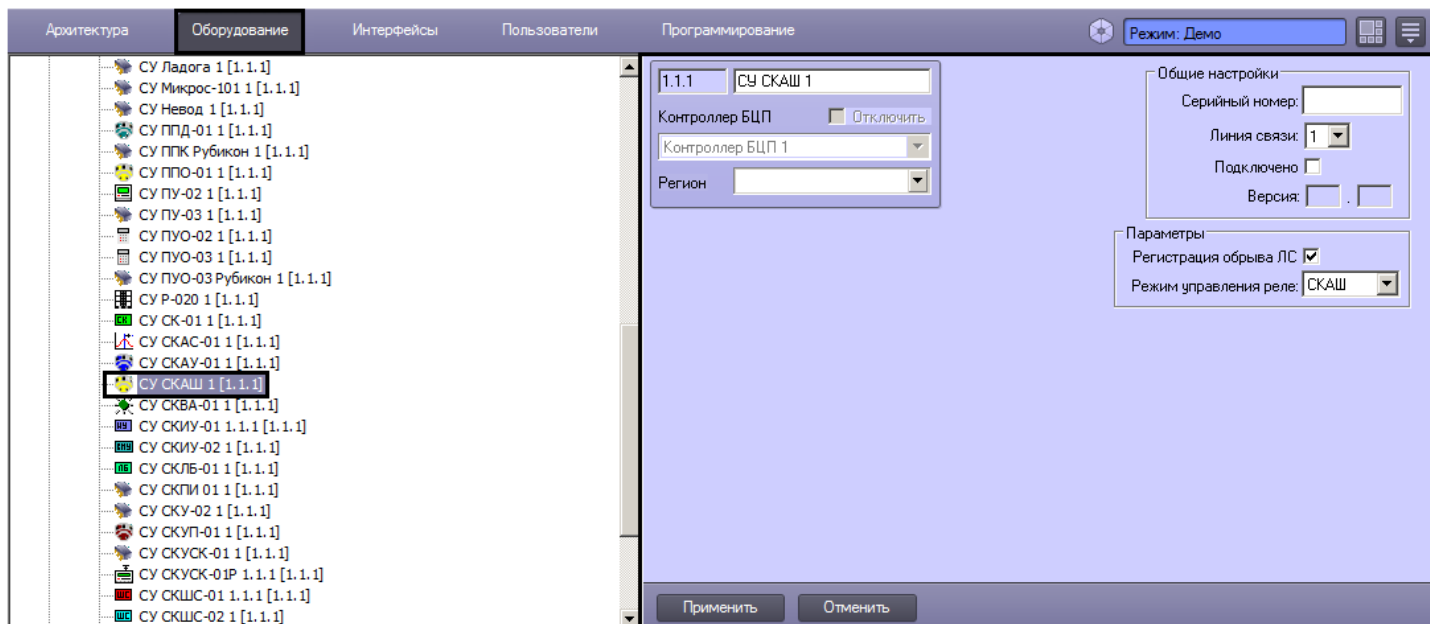 Архитектура Оборудование Интерфейсы Пользователи Программирование Режим: Демо
СУ Ладога 1 [1.1.1]
СУ Микрос-101 1 [1.1.1]
СУ Невод 1 [1.1.1]
СУ ППД-01 1 [1.1.1]
СУ ППК Рубикон 1 [1.1.1]
СУ ППО-01 1 [1.1.1]
СУ ПУ-02 1 [1.1.1]
СУ ПУ-03 1 [1.1.1]
СУ ПУО-02 1 [1.1.1]
СУ ПУО-03 1 [1.1.1]
СУ ПУО-03 Рубикон 1 [1.1.1]
СУ Р-020 1 [1.1.1]
СУ СК-01 1 [1.1.1]
СУ СКАС-01 1 [1.1.1]
СУ СКАУ-01 1 [1.1.1]
СУ СКАШ 1 [1.1.1]
СУ СКВА-01 1 [1.1.1]
СУ СКИУ-01 1.1.1 [1.1.1]
СУ СКИУ-02 1 [1.1.1]
СУ СКЛБ-01 1 [1.1.1]
СУ СКПИ 01 1 [1.1.1]
СУ СКУ-02 1 [1.1.1]
СУ СКУП-01 1 [1.1.1]
СУ СКУСК-01 1 [1.1.1]
СУ СКУСК-01Р 1.1.1 [1.1.1]
СУ СКШС-01 1.1.1 [1.1.1]
СУ СКШС-02 1 [1.1.1]
1.1.1 СУ СКАШ 1
Контроллер БЦП Отключить
Контроллер БЦП 1
Регион
Общие настройки
Серийный номер:
Линия связи: 1
Подключено
Версия: .
Параметры
Регистрация обрыва ЛС
Режим управления реле: СКАШ
Применить Отменить